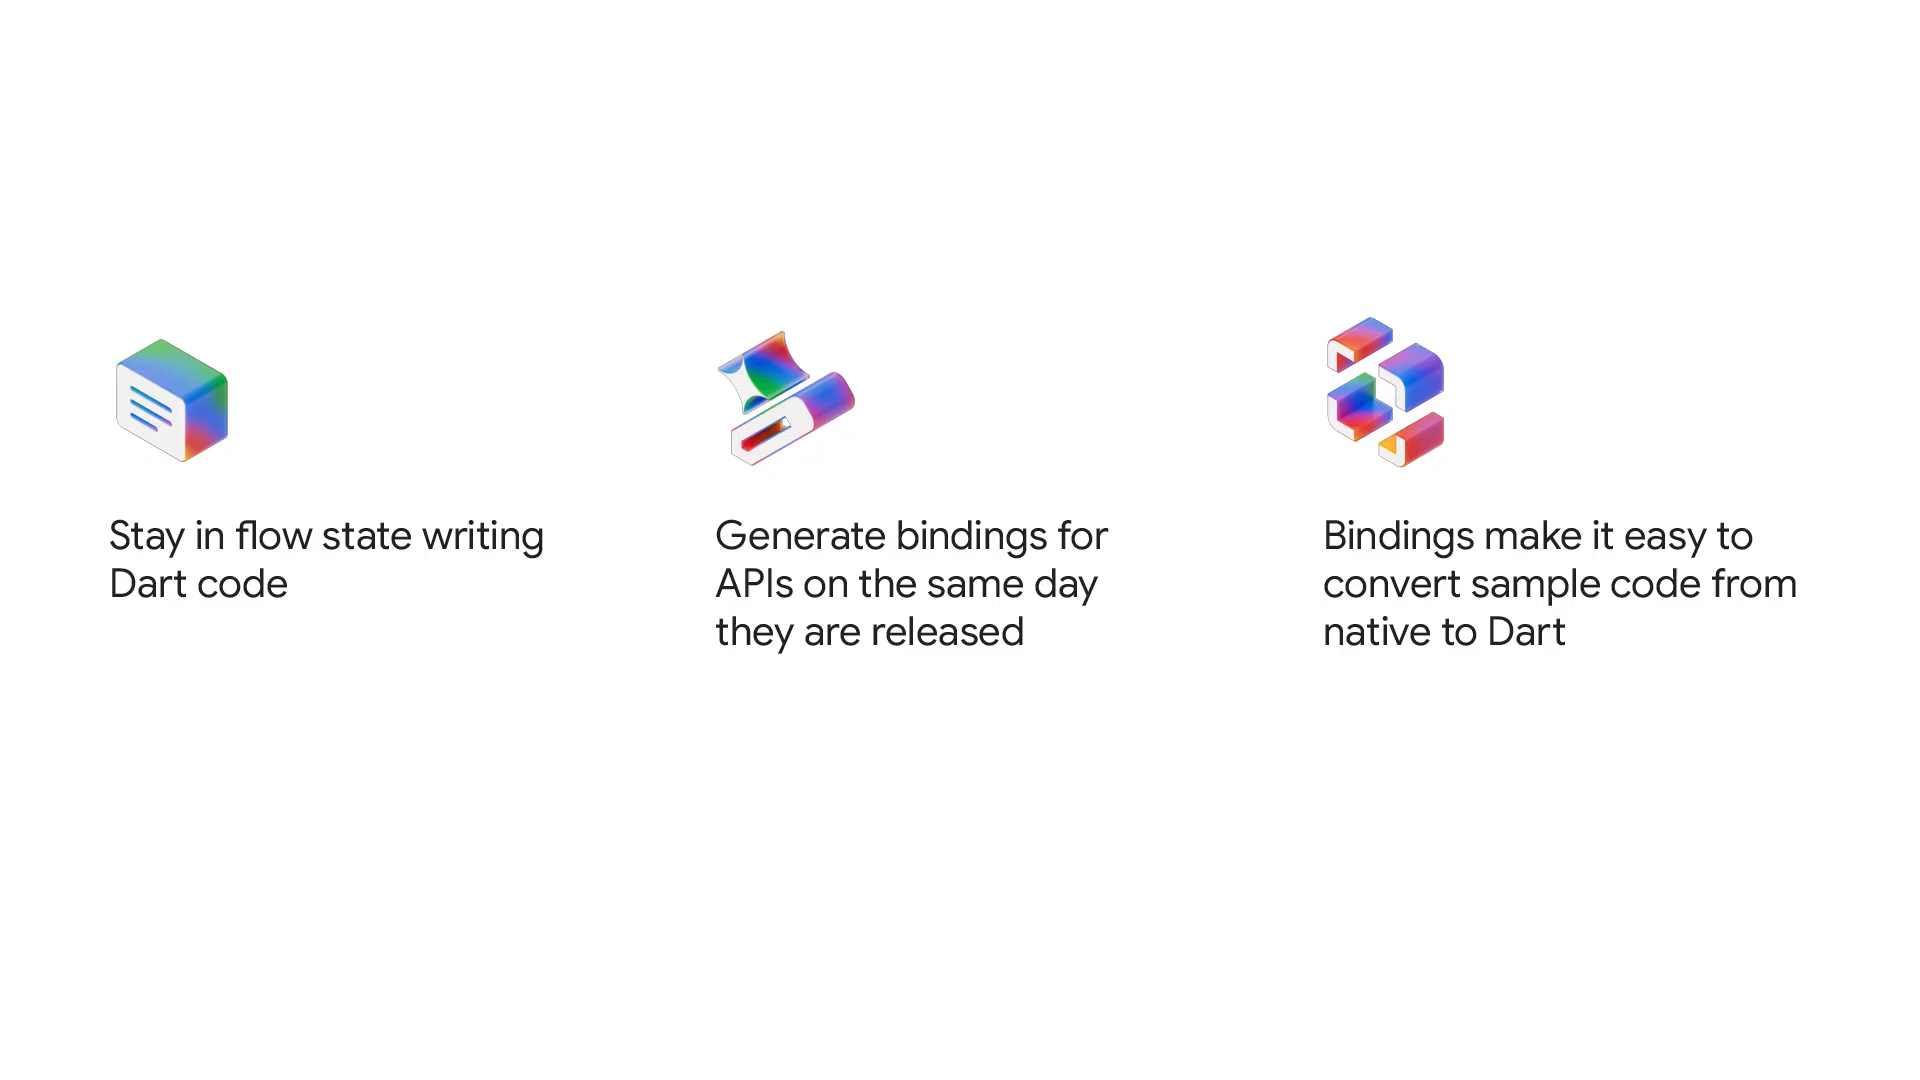 Stay in flow state writing
Dart code
Generate bindings for
APIs on the same day
they are released
Bindings make it easy to
convert sample code from
native to Dart